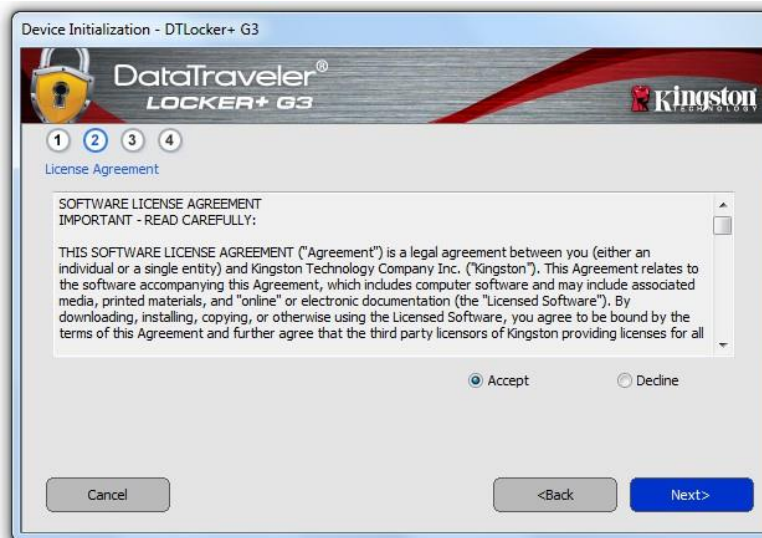 Device Initialization - DTLocker+ G3
DataTraveler®
LOCKER+ G3
Kingston
TECHNOLOGY
1 2 3 4
License Agreement
SOFTWARE LICENSE AGREEMENT
IMPORTANT - READ CAREFULLY:
THIS SOFTWARE LICENSE AGREEMENT ("Agreement") is a legal agreement between you (either an
individual or a single entity) and Kingston Technology Company Inc. ("Kingston"). This Agreement relates to
the software accompanying this Agreement, which includes computer software and may include associated
media, printed materials, and "online" or electronic documentation (the "Licensed Software"). By
downloading, installing, copying, or otherwise using the Licensed Software, you agree to be bound by the
terms of this Agreement and further agree that the third party licensors of Kingston providing licenses for all
Accept Decline
Cancel <Back Next>